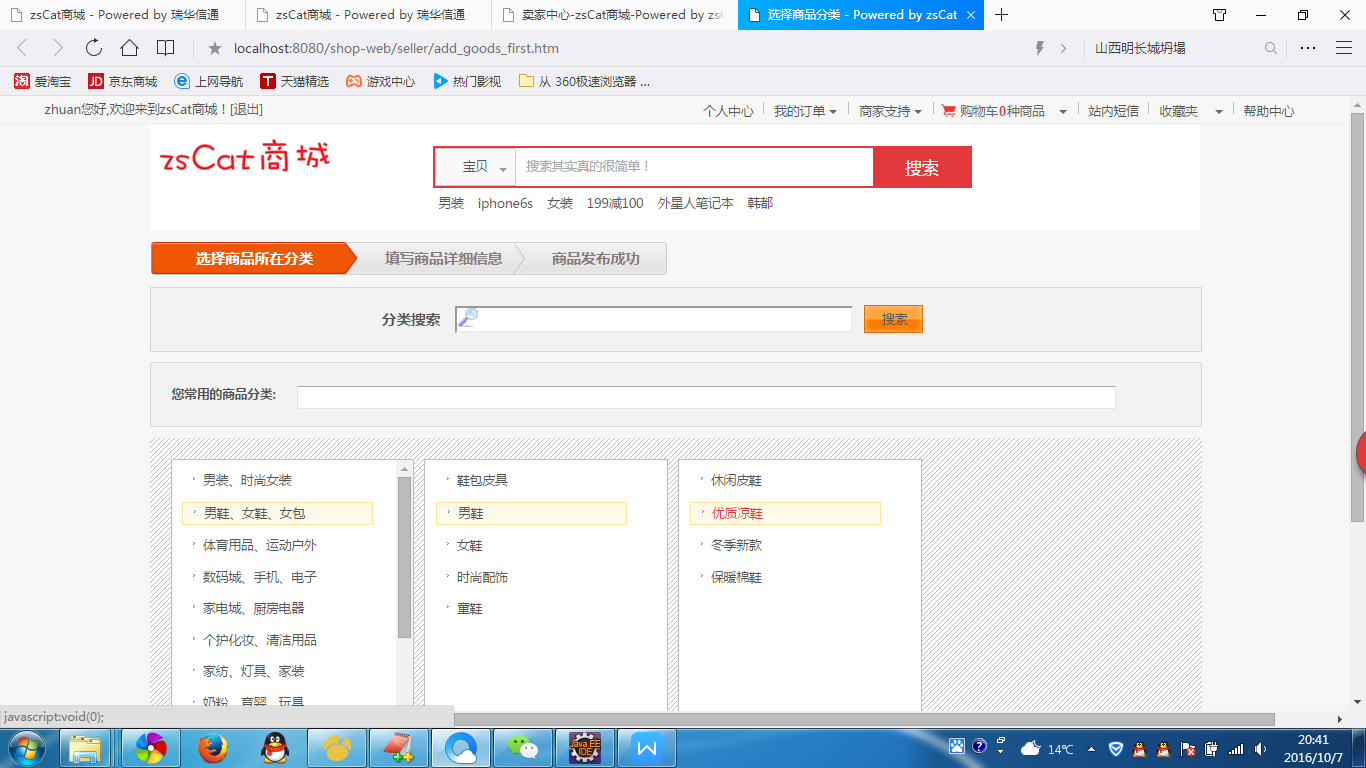 zsCat商城 - Powered by 瑞华信通
zsCat商城 - Powered by 瑞华信通
卖家中心-zsCat商城-Powered by zsC
选择商品分类 - Powered by zsCat
localhost:8080/shop-web/seller/add_goods_first.htm
山西明长城坍塌
爱淘宝
JD 京东商城
上网导航
T 天猫精选
游戏中心
热门影视
从 360极速浏览器 ...
zhuan您好,欢迎来到zsCat商城！[退出]
个人中心
我的订单
商家支持
购物车0种商品
站内短信
收藏夹
帮助中心
zsCat商城
宝贝
搜索其实真的很简单！
搜索
男装 iphone6s 女装 199减100 外星人笔记本 韩都
选择商品所在分类
填写商品详细信息
商品发布成功
分类搜索
搜索
您常用的商品分类:
男装、时尚女装
男鞋、女鞋、女包
体育用品、运动户外
数码城、手机、电子
家电城、厨房电器
个护化妆、清洁用品
家纺、灯具、家装
奶粉、育婴、玩具
鞋包皮具
男鞋
女鞋
时尚配饰
童鞋
休闲皮鞋
优质凉鞋
冬季新款
保暖棉鞋
javascript:void(0);
Java EE
IDE
14℃
20:41
2016/10/7